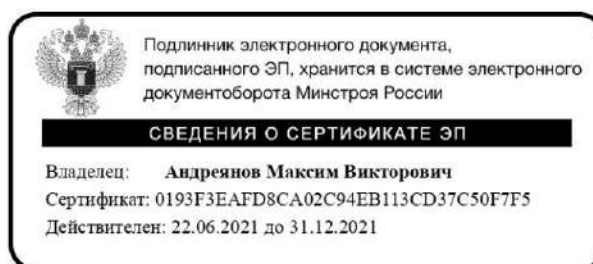 Подлинник электронного документа,
подписанного ЭП, хранится в системе электронного
документоборота Минстроя России
СВЕДЕНИЯ О СЕРТИФИКАТЕ ЭП
Владелец: Андреянов Максим Викторович
Сертификат: 0193F3EAFD8CA02C94EB113CD37C50F7F5
Действителен: 22.06.2021 до 31.12.2021